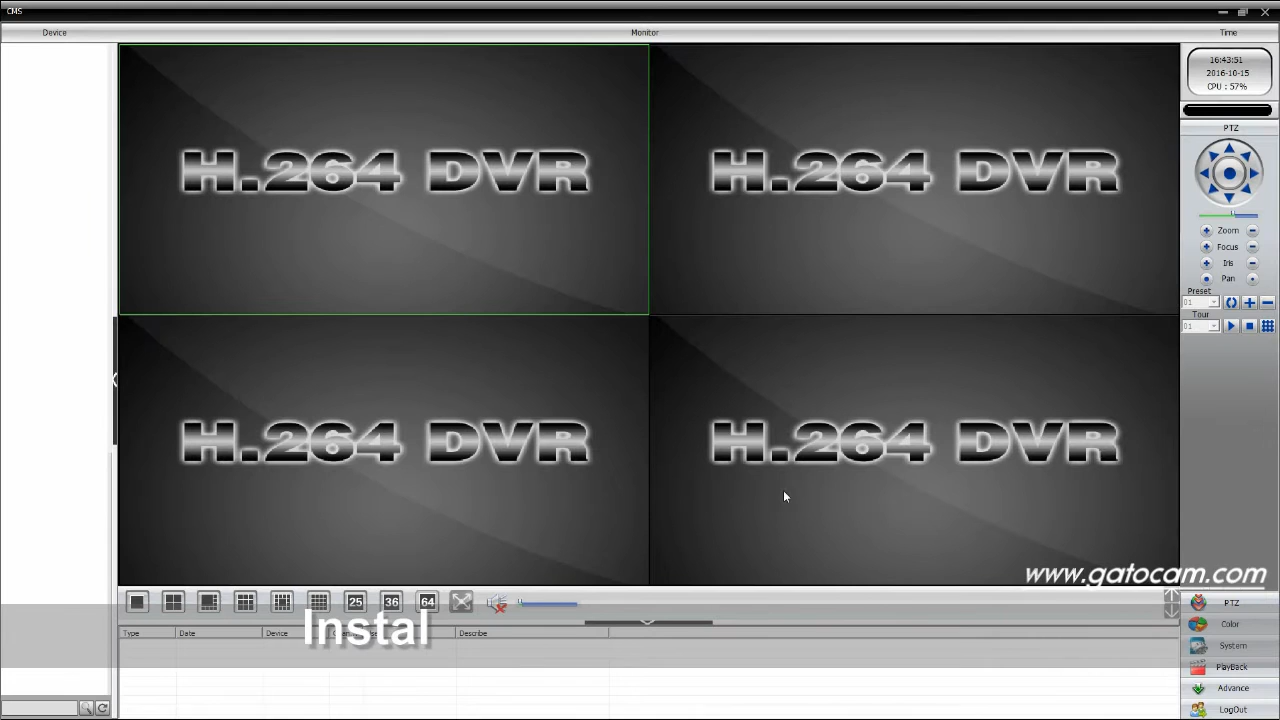 CMS
Device
Monitor
Time
16:43:51
2016-10-15
CPU : 57%
PTZ
H.264 DVR
H.264 DVR
Zoom
Focus
Iris
Pan
Preset
01
Tour
01
H.264 DVR
H.264 DVR
www.gatocam.com
25
36
64
Instal
Type
Date
Device
Describe
PTZ
Color
System
PlayBack
Advance
LogOut